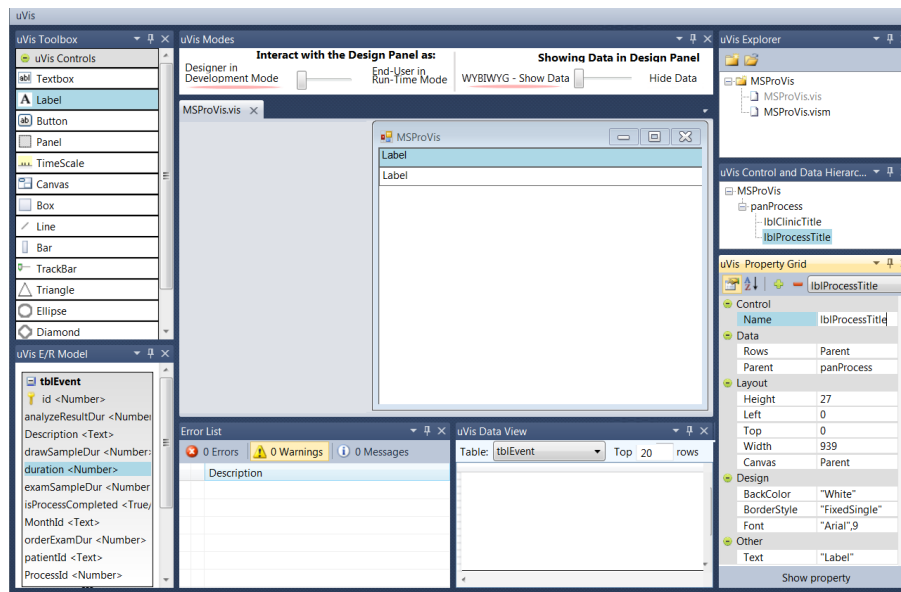 uVis
uVis Toolbox
uVis Controls
abl Textbox
A Label
ab Button
Panel
TimeScale
Canvas
Box
Line
Bar
TrackBar
Triangle
Ellipse
Diamond
uVis E/R Model
tblEvent
id <Number>
analyzeResultDur <Number
Description <Text>
drawSampleDur <Number>
duration <Number>
examSampleDur <Number
isProcessCompleted <True/
MonthId <Text>
orderExamDur <Number>
patientId <Text>
ProcessId <Number>
uVis Modes
Interact with the Design Panel as:
Designer in
Development Mode
End-User in
Run-Time Mode
Showing Data in Design Panel
WYBIWYG - Show Data
Hide Data
MSProVis.vis
MSProVis
Label
Label
Error List
0 Errors 0 Warnings 0 Messages
Description
uVis Data View
Table: tblEvent Top 20 rows
uVis Explorer
MSProVis
MSProVis.vis
MSProVis.vism
uVis Control and Data Hierarc...
MSProVis
panProcess
lblClinicTitle
lblProcessTitle
uVis Property Grid
lblProcessTitle
Control
Name lblProcessTitle
Data
Rows Parent
Parent panProcess
Layout
Height 27
Left 0
Top 0
Width 939
Canvas Parent
Design
BackColor "White"
BorderStyle "FixedSingle"
Font "Arial",9
Other
Text "Label"
Show property